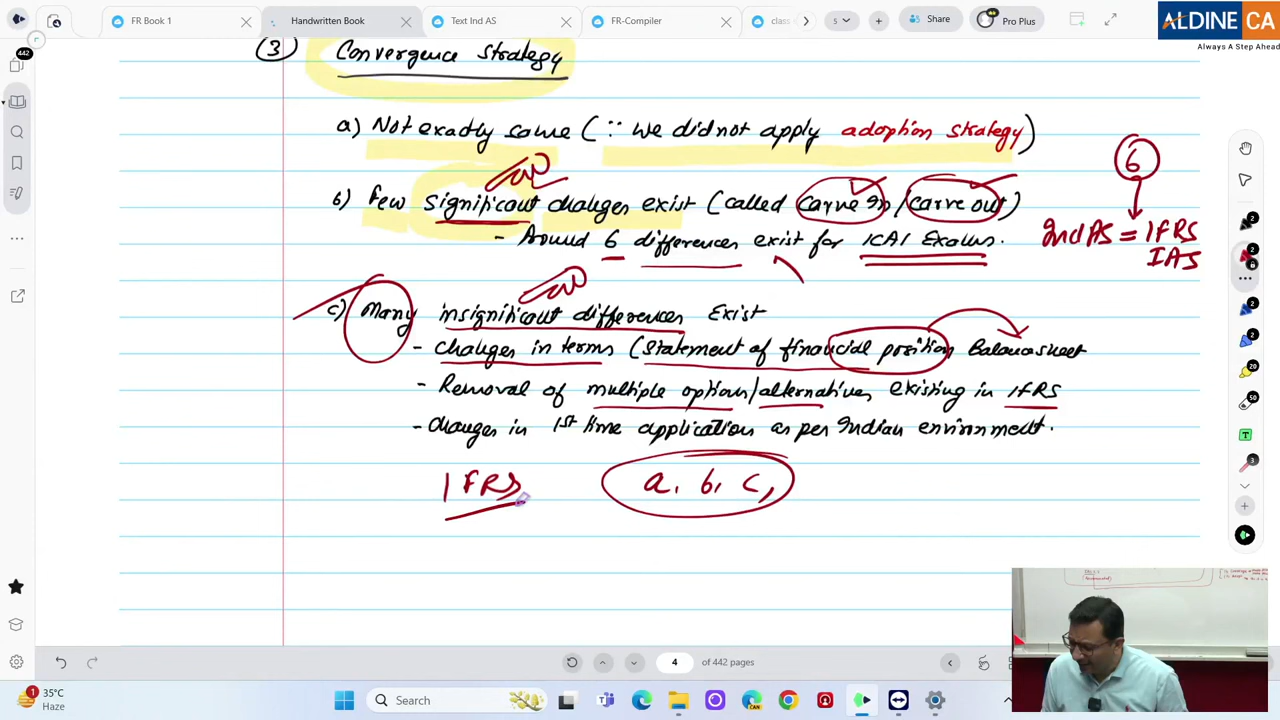 FR Book 1
Handwritten Book
Text Ind AS
FR-Compiler
class
s
Share
Pro Plus
ALDINE CA
Always A Step Ahead
442
(3) Convergence Strategy
a) Not exactly same (∵ We did not apply adoption strategy)
b) Few significant changes exist (called Carve In/Carve out)
- Around 6 differences exist for ICAI Exams.
6
Ind AS = IFRS
IAS
c) Many insignificant differences Exist
- Changes in terms (Statement of financial position) Balancesheet
- Removal of multiple options/alternatives existing in IFRS
- Changes in 1st time application as per Indian environment.
IFRS a, b, c,
4 of 442 pages
1
35°C
Haze
Search